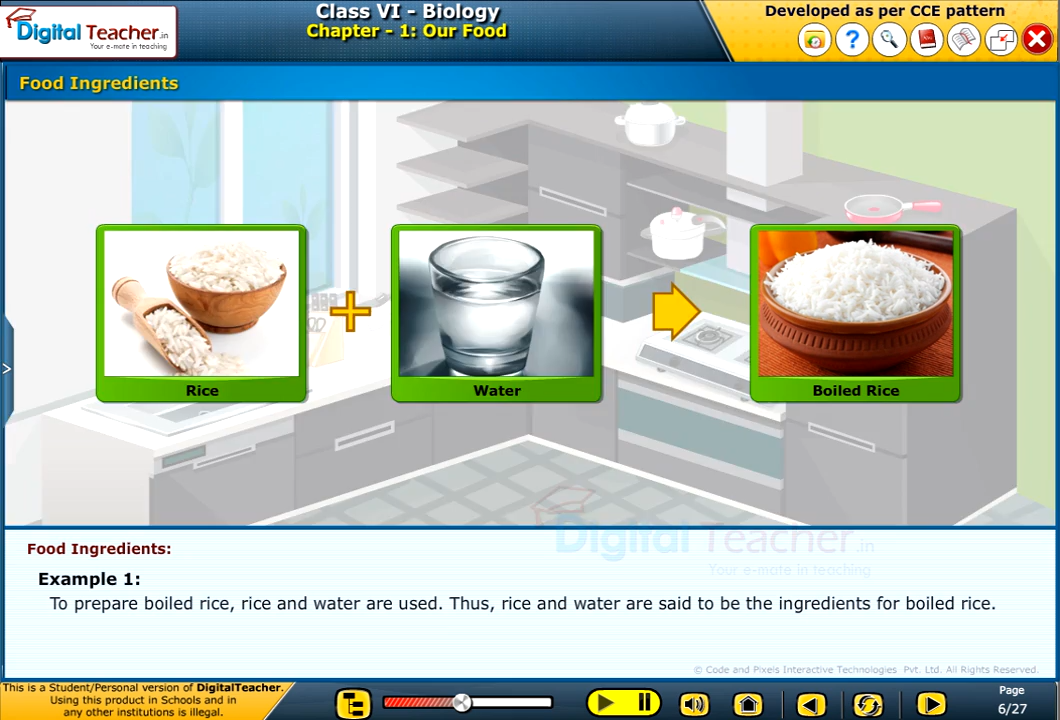 Digital Teacher.in
Your e-mate in teaching
Class VI - Biology
Chapter - 1: Our Food
Developed as per CCE pattern
?
Food Ingredients
>
Rice
Water
Boiled Rice
Digital Teacher.in
Your e-mate in teaching
Food Ingredients:
Example 1:
To prepare boiled rice, rice and water are used. Thus, rice and water are said to be the ingredients for boiled rice.
© Code and Pixels Interactive Technologies Pvt. Ltd. All Rights Reserved.
This is a Student/Personal version of DigitalTeacher.
Using this product in Schools and in
any other institutions is illegal.
Page
6/27